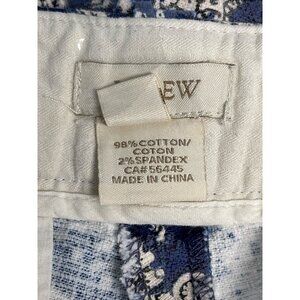 EW
98% COTTON/
COTON
2% SPANDEX
CA# 56445
MADE IN CHINA